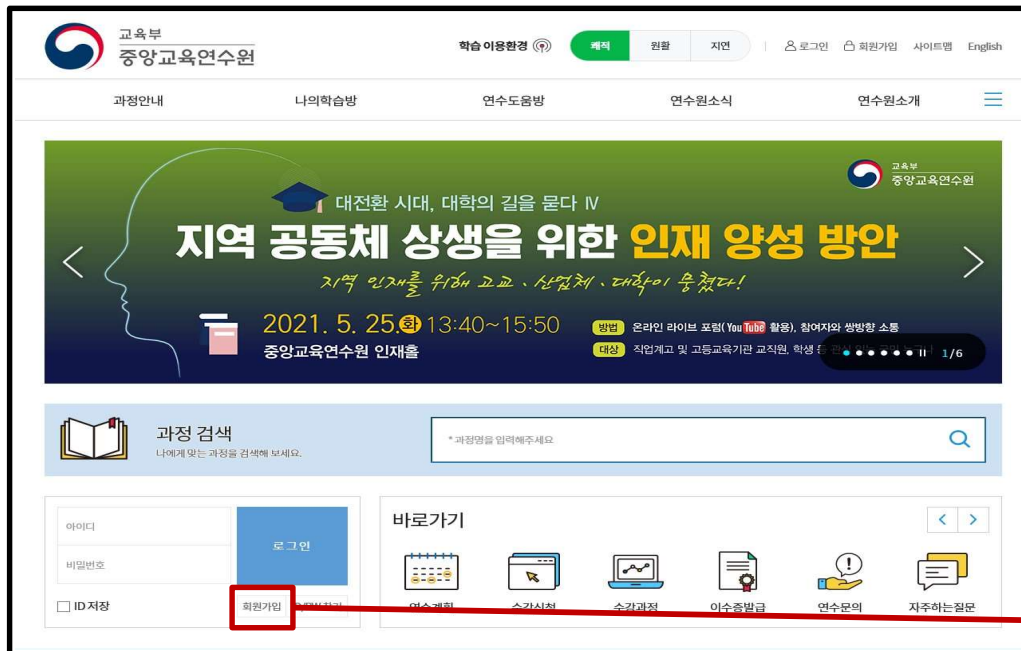 교육부
중앙교육연수원
학습 이용환경 쾌적 원활 지연 로그인 회원가입 사이트맵 English
과정안내 나의학습방 연수도움방 연수원소식 연수원소개
교육부
중앙교육연수원
대전환 시대, 대학의 길을 묻다 Ⅳ
지역 공동체 상생을 위한 인재 양성 방안
지역 인재를 위해 고교、산업체、대학이 뭉쳤다!
2021. 5. 25.화 13:40~15:50
중앙교육연수원 인재홀
방법 온라인 라이브 포럼(YouTube 활용), 참여자와 쌍방향 소통
대상 직업계고 및 고등교육기관 교직원, 학생 등
1/6
과정 검색
나에게 맞는 과정을 검색해 보세요.
* 과정명을 입력해주세요
아이디
비밀번호
로그인
ID 저장
회원가입
바로가기
연수계획 수강신청 수강과정 이수증발급 연수문의 자주하는질문